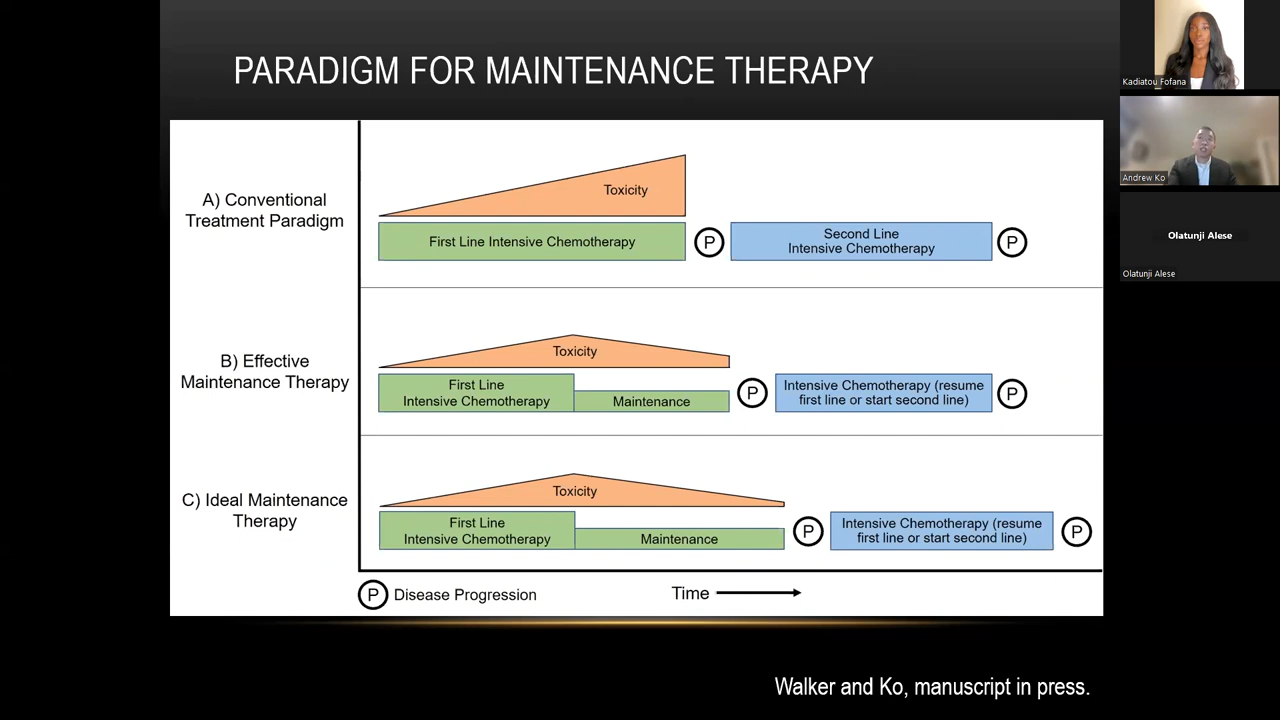 PARADIGM FOR MAINTENANCE THERAPY
A) Conventional
Treatment Paradigm
Toxicity
First Line Intensive Chemotherapy
P
Second Line
Intensive Chemotherapy
P
B) Effective
Maintenance Therapy
Toxicity
First Line
Intensive Chemotherapy
Maintenance
P
Intensive Chemotherapy (resume
first line or start second line)
P
C) Ideal Maintenance
Therapy
Toxicity
First Line
Intensive Chemotherapy
Maintenance
P
Intensive Chemotherapy (resume
first line or start second line)
P
P Disease Progression
Time
Walker and Ko, manuscript in press.
Kadiatou Fofana
Andrew Ko
Olatunji Alese
Olatunji Alese